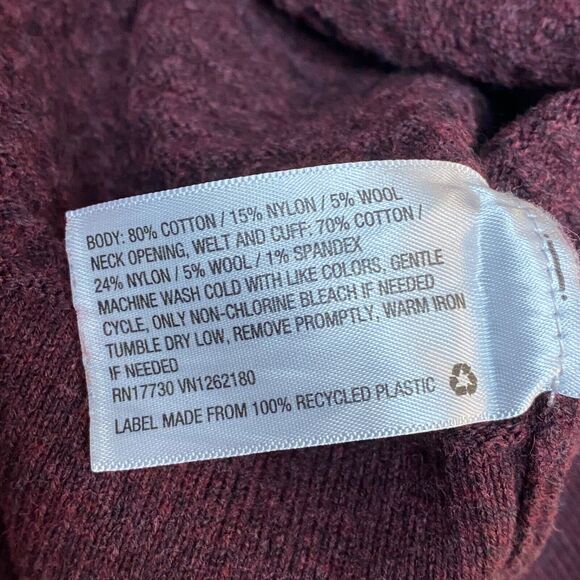 BODY: 80% COTTON / 15% NYLON / 5% WOOL
NECK OPENING, WELT AND CUFF: 70% COTTON /
24% NYLON / 5% WOOL / 1% SPANDEX
MACHINE WASH COLD WITH LIKE COLORS, GENTLE
CYCLE, ONLY NON-CHLORINE BLEACH IF NEEDED
TUMBLE DRY LOW, REMOVE PROMPTLY, WARM IRON
IF NEEDED
RN17730 VN1262180
LABEL MADE FROM 100% RECYCLED PLASTIC